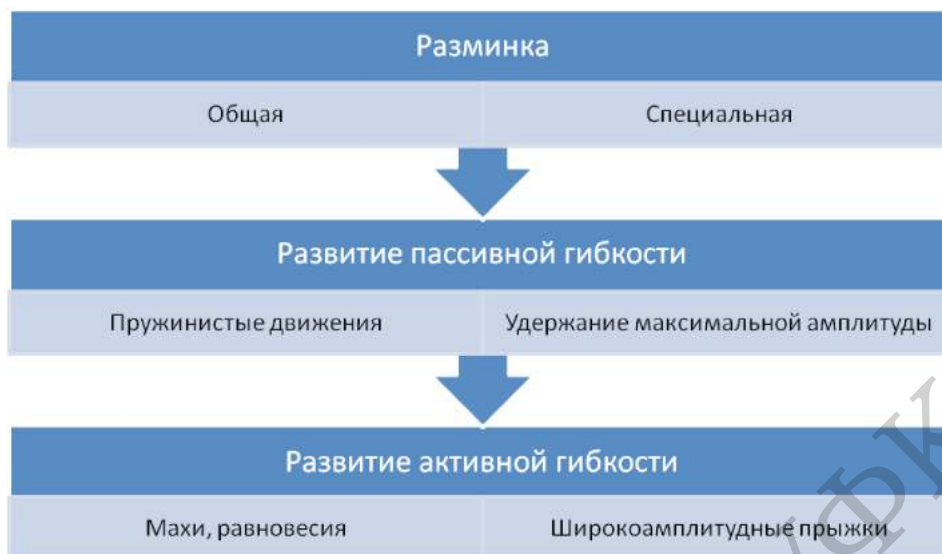 Разминка
Общая
Специальная
Развитие пассивной гибкости
Пружинистые движения
Удержание максимальной амплитуды
Развитие активной гибкости
Махи, равновесия
Широкоамплитудные прыжки